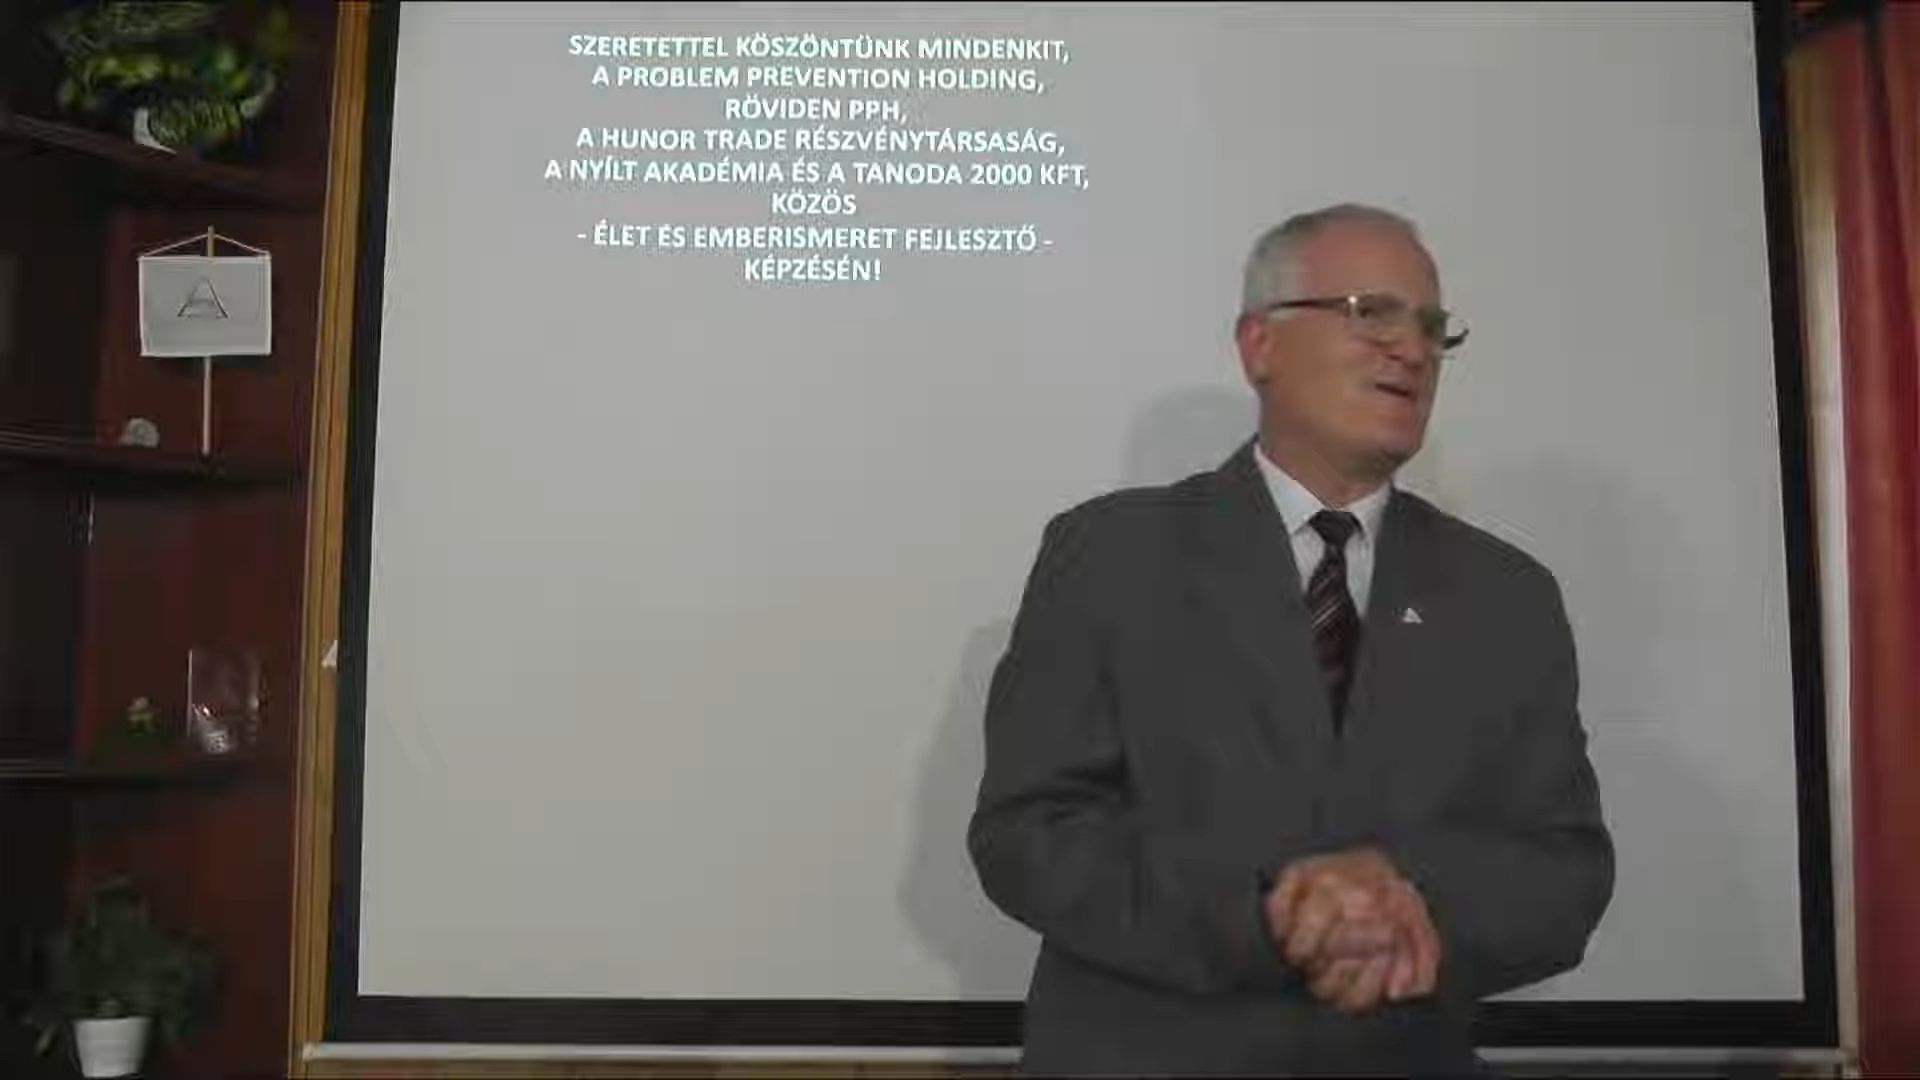 SZERETETTEL KÖSZÖNTÜNK MINDENKIT,
A PROBLEM PREVENTION HOLDING,
RÖVIDEN PPH,
A HUNOR TRADE RÉSZVÉNYTÁRSASÁG,
A NYÍLT AKADÉMIA ÉS A TANODA 2000 KFT,
KÖZÖS
- ÉLET ÉS EMBERISMERET FEJLESZTŐ -
KÉPZÉSÉN!